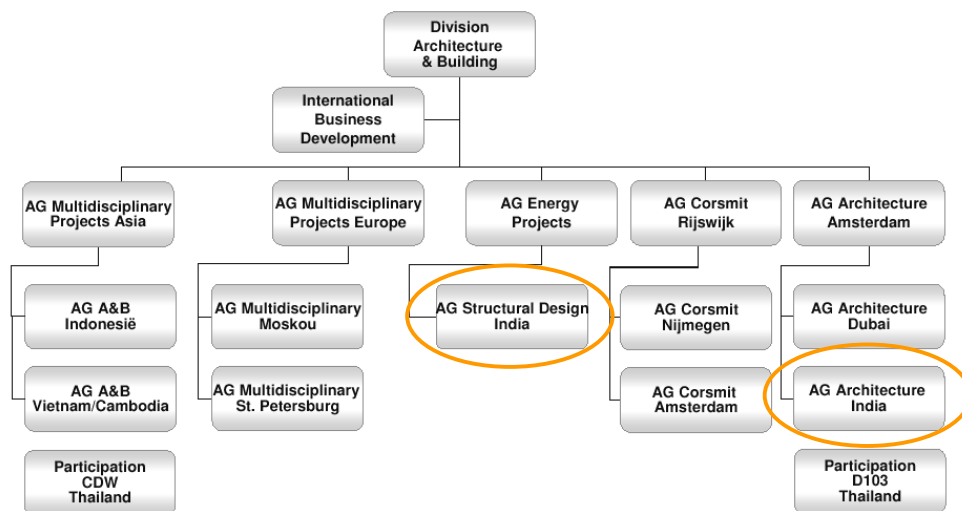 Division
Architecture
& Building
International
Business
Development
AG Multidisciplinary
Projects Asia
AG Multidisciplinary
Projects Europe
AG Energy
Projects
AG Corsmit
Rijswijk
AG Architecture
Amsterdam
AG A&B
Indonesië
AG Multidisciplinary
Moskou
AG Structural Design
India
AG Corsmit
Nijmegen
AG Architecture
Dubai
AG A&B
Vietnam/Cambodia
AG Multidisciplinary
St. Petersburg
AG Corsmit
Amsterdam
AG Architecture
India
Participation
CDW
Thailand
Participation
D103
Thailand